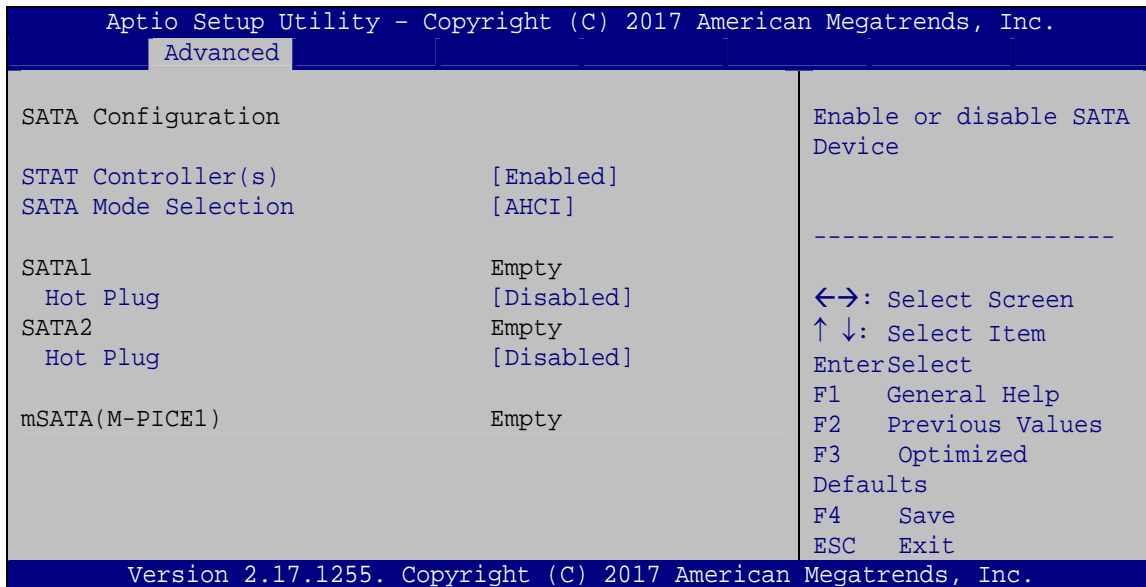 Aptio Setup Utility – Copyright (C) 2017 American Megatrends, Inc.
Advanced
SATA Configuration
STAT Controller(s) [Enabled]
SATA Mode Selection [AHCI]
SATA1 Empty
Hot Plug [Disabled]
SATA2 Empty
Hot Plug [Disabled]
mSATA(M-PICE1) Empty
Enable or disable SATA
Device
---------------------
←→: Select Screen
↑ ↓: Select Item
EnterSelect
F1 General Help
F2 Previous Values
F3 Optimized
Defaults
F4 Save
ESC Exit
Version 2.17.1255. Copyright (C) 2017 American Megatrends, Inc.